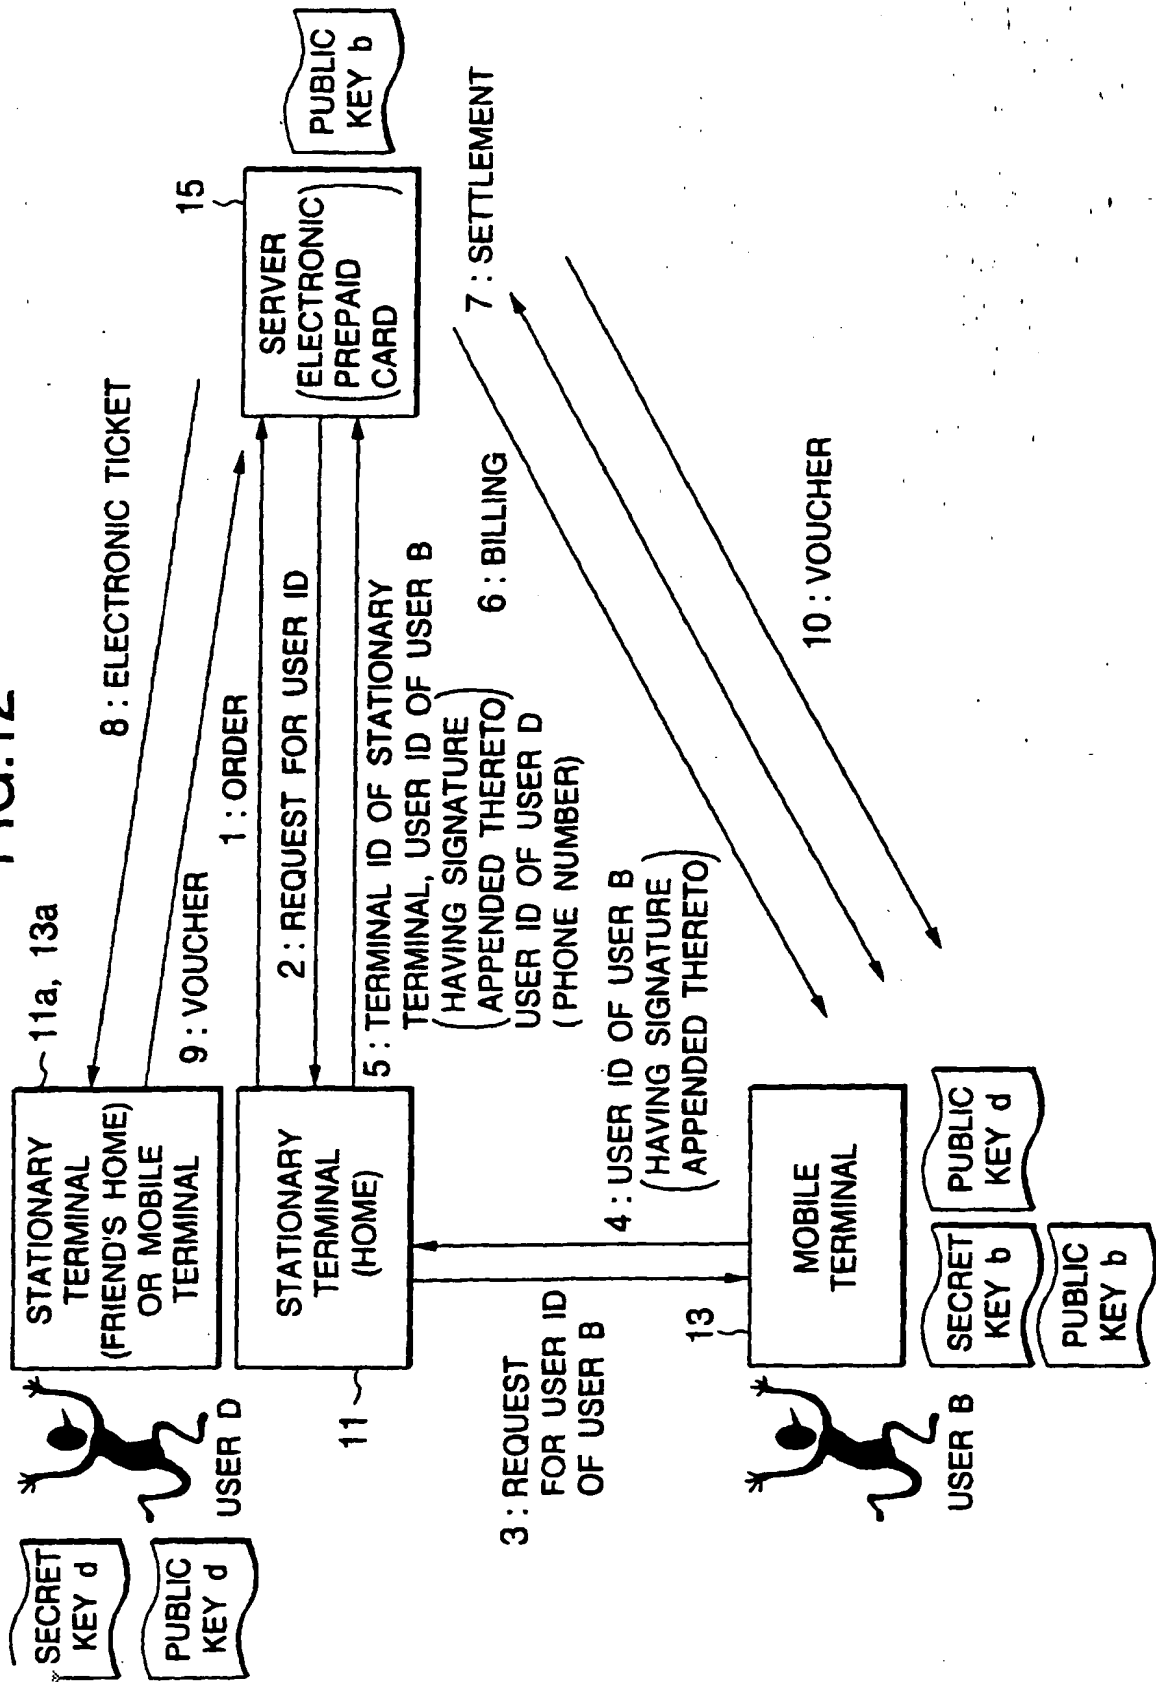 FIG.12
SECRET
KEY d
PUBLIC
KEY d
USER D
STATIONARY
TERMINAL
(FRIEND'S HOME)
OR MOBILE
TERMINAL
11a, 13a
8 : ELECTRONIC TICKET
9 : VOUCHER
15
SERVER
(ELECTRONIC
PREPAID
CARD)
PUBLIC
KEY b
1 : ORDER
2 : REQUEST FOR USER ID
STATIONARY
TERMINAL
(HOME)
11
5 : TERMINAL ID OF STATIONARY
TERMINAL, USER ID OF USER B
(HAVING SIGNATURE
APPENDED THERETO)
USER ID OF USER D
(PHONE NUMBER)
6 : BILLING
7 : SETTLEMENT
10 : VOUCHER
3 : REQUEST
FOR USER ID
OF USER B
4 : USER ID OF USER B
(HAVING SIGNATURE
APPENDED THERETO)
13
MOBILE
TERMINAL
USER B
SECRET
KEY b
PUBLIC
KEY d
PUBLIC
KEY b